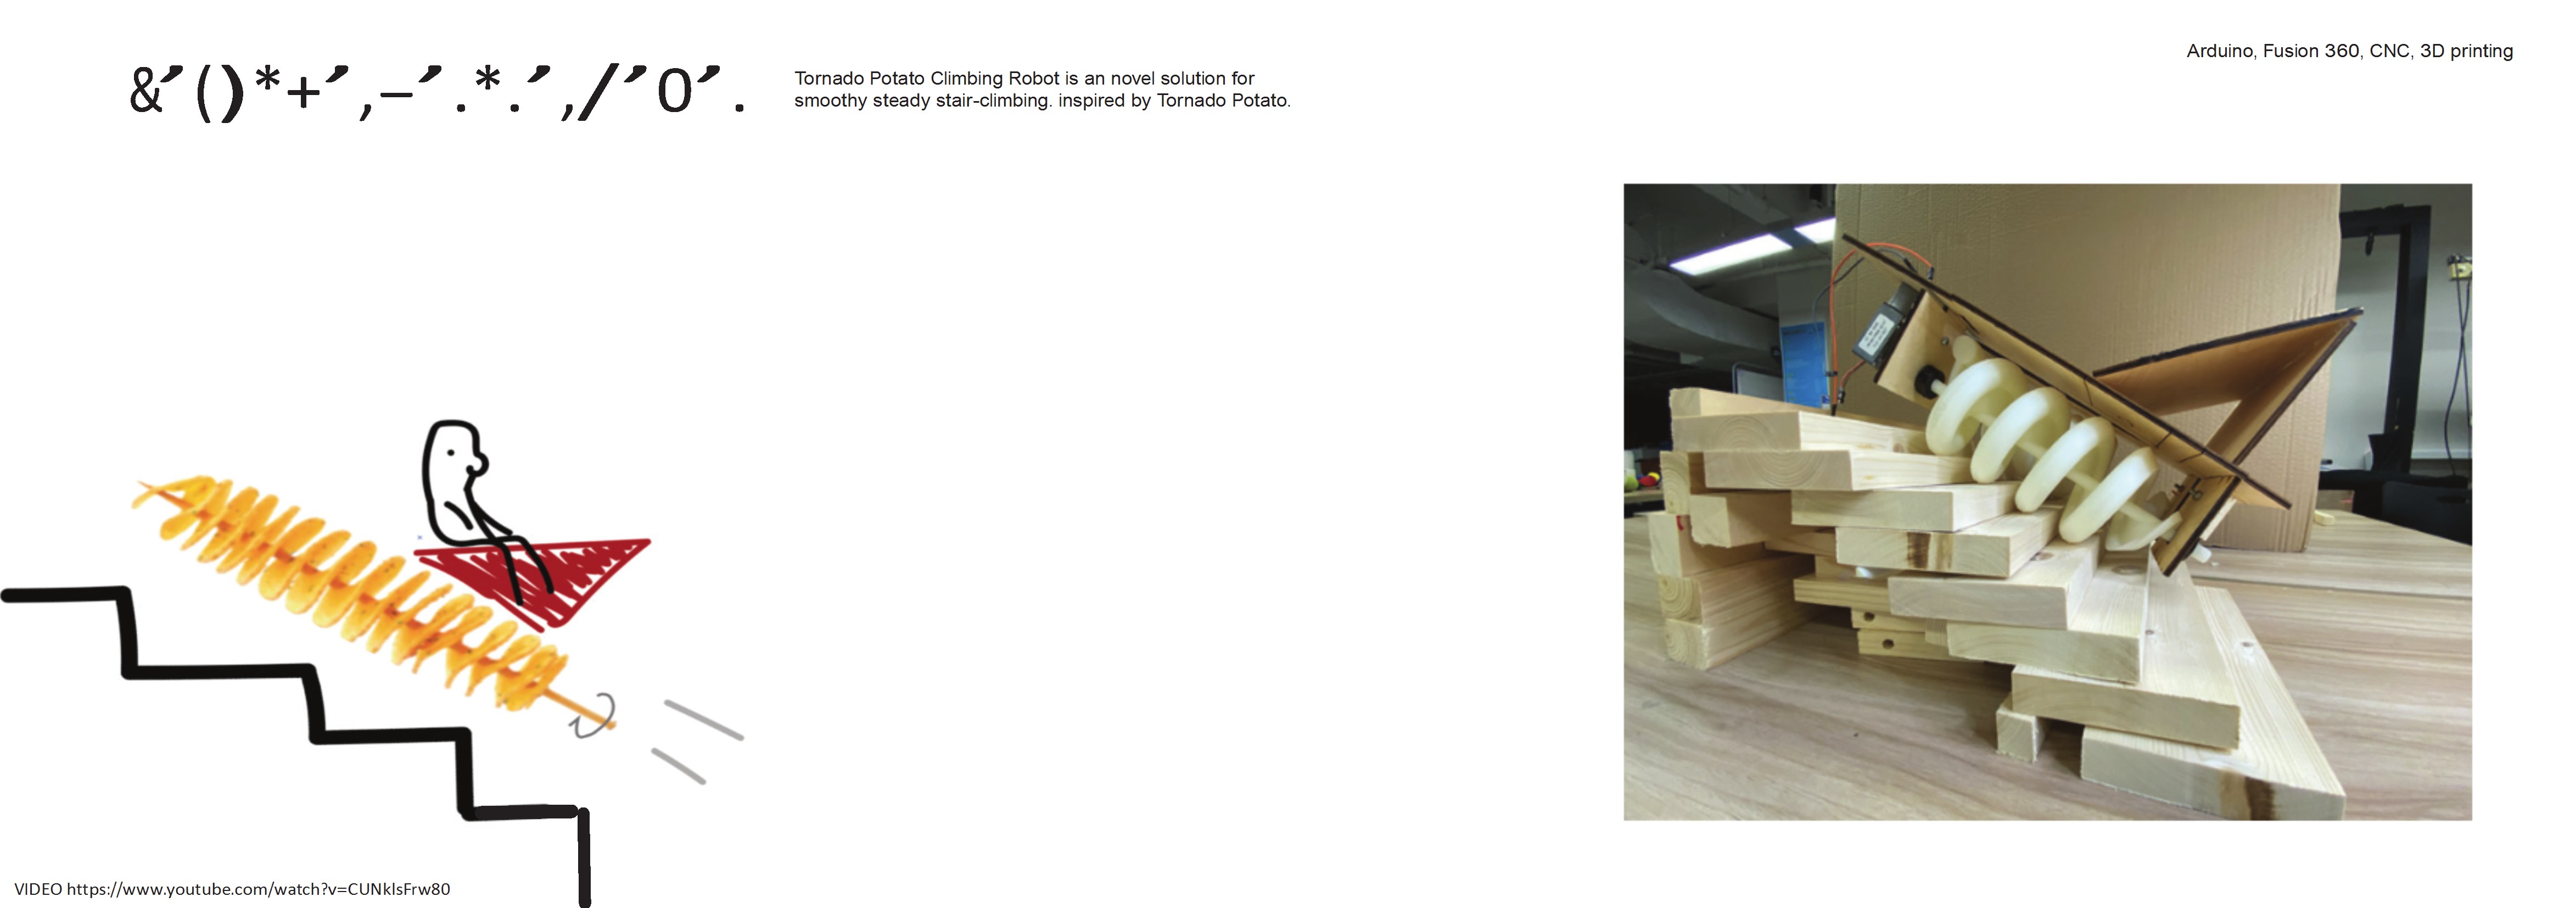 &´()*+´,–´.*.´,/´0´.
Tornado Potato Climbing Robot is an novel solution for
smoothy steady stair-climbing. inspired by Tornado Potato.
Arduino, Fusion 360, CNC, 3D printing
VIDEO https://www.youtube.com/watch?v=CUNklsFrw80